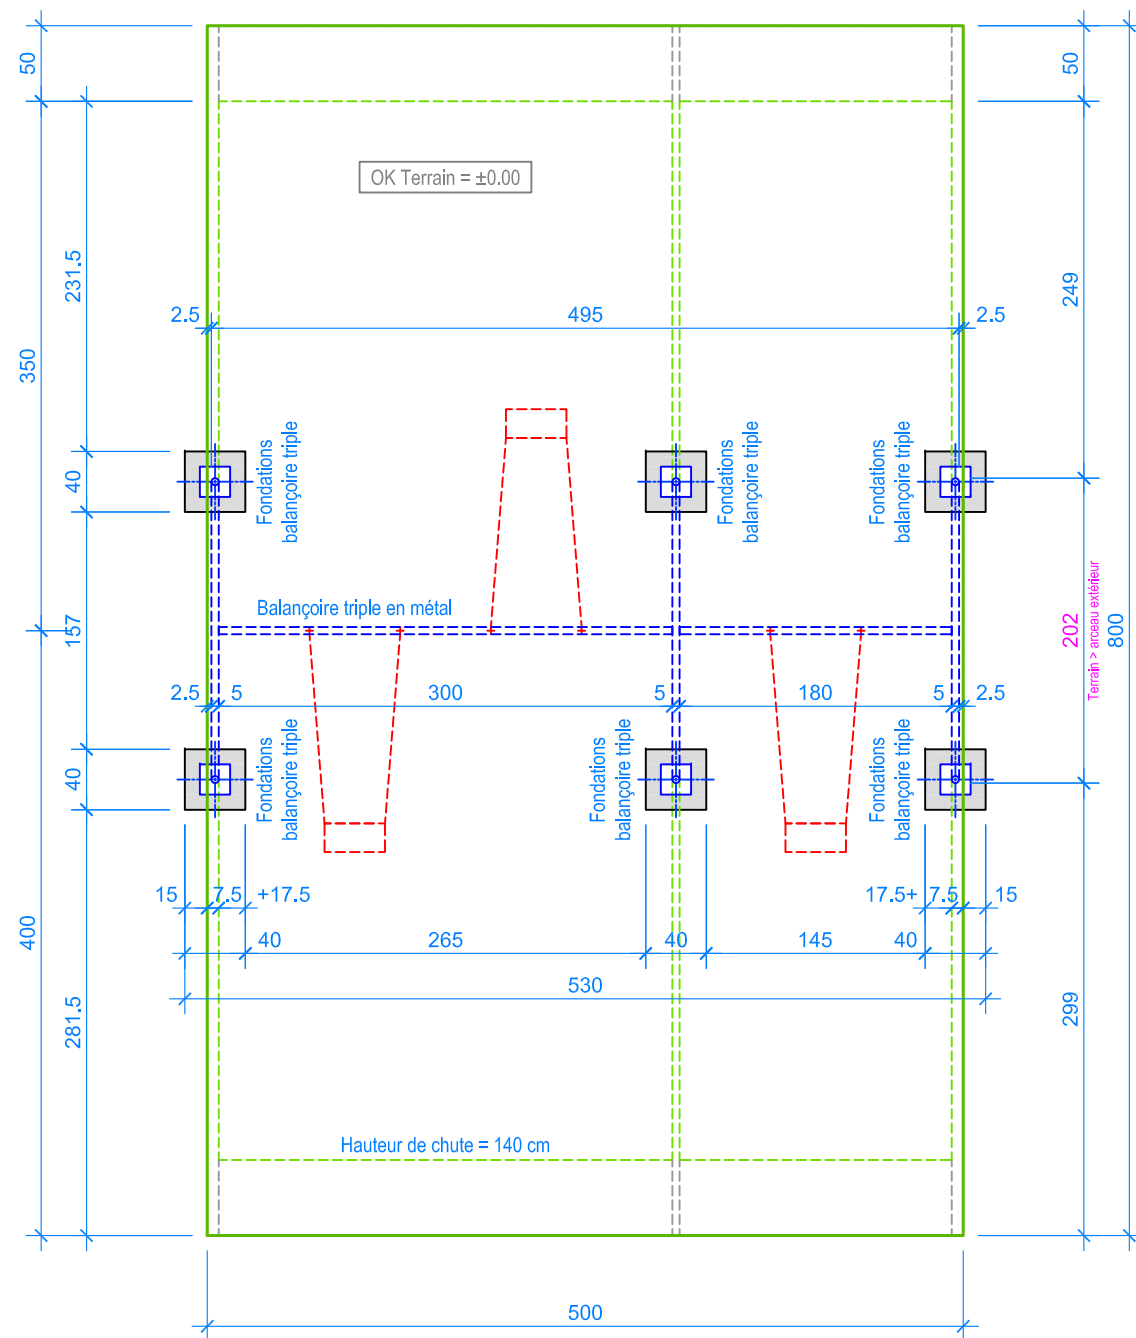 50
50
OK Terrain = ±0.00
231.5
249
2.5
495
2.5
350
40
Fondations
balançoire triple
Fondations
balançoire triple
Fondations
balançoire triple
Balançoire triple en métal
157
202
Terrain > arceau extérieur
800
2.5
5
300
5
180
5
2.5
40
Fondations
balançoire triple
Fondations
balançoire triple
Fondations
balançoire triple
15
7.5
+17.5
17.5+
7.5
15
400
40
265
40
145
40
530
281.5
299
Hauteur de chute = 140 cm
500